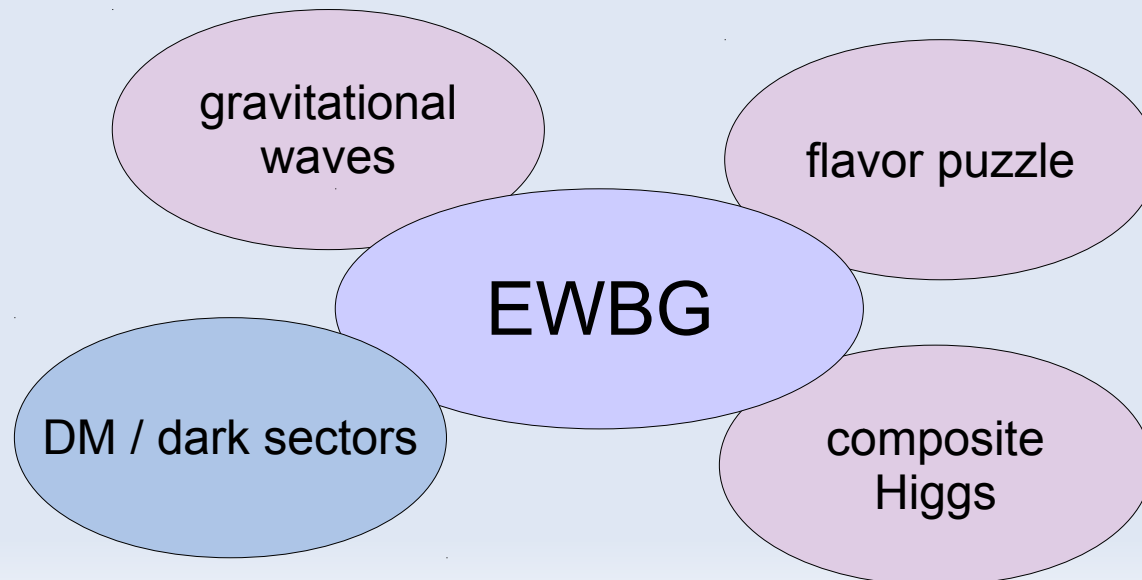 gravitational
waves
flavor puzzle
EWBG
DM / dark sectors
composite
Higgs